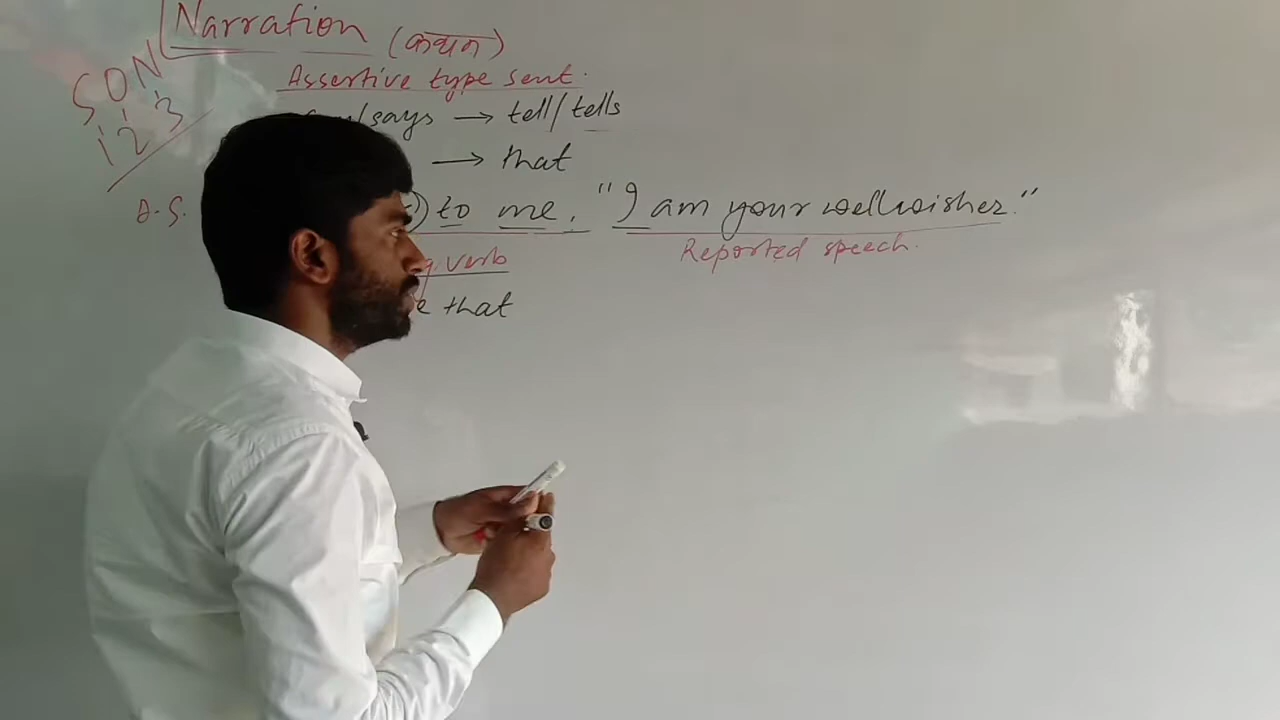 Narration (कथन)
SON
1 2 3
Assertive type sent.
/says → tell/tells
→ that
D.S. to me, "I am your wellwisher."
verb Reported speech.
that